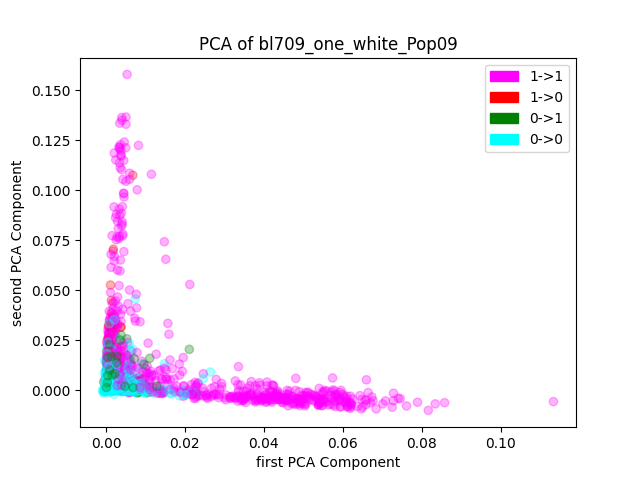 PCA of bl709_one_white_Pop09
1->1
1->0
0->1
0->0
0.150
0.125
0.100
0.075
0.050
0.025
0.000
second PCA Component
0.00 0.02 0.04 0.06 0.08 0.10
first PCA Component